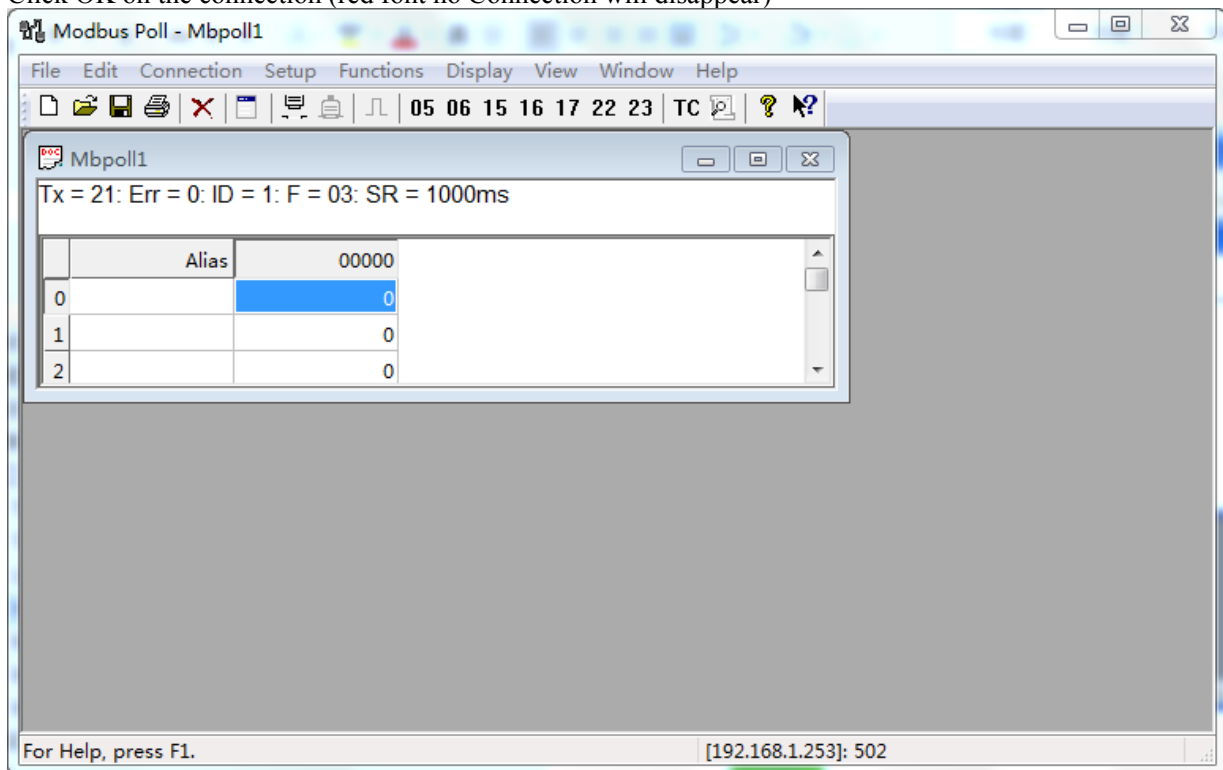 Click OK on the connection (red font no Connection will disappear)
Modbus Poll - Mbpoll1
File Edit Connection Setup Functions Display View Window Help
05 06 15 16 17 22 23 TC
Mbpoll1
Tx = 21: Err = 0: ID = 1: F = 03: SR = 1000ms
Alias 00000
0 0
1 0
2 0
For Help, press F1. [192.168.1.253]: 502